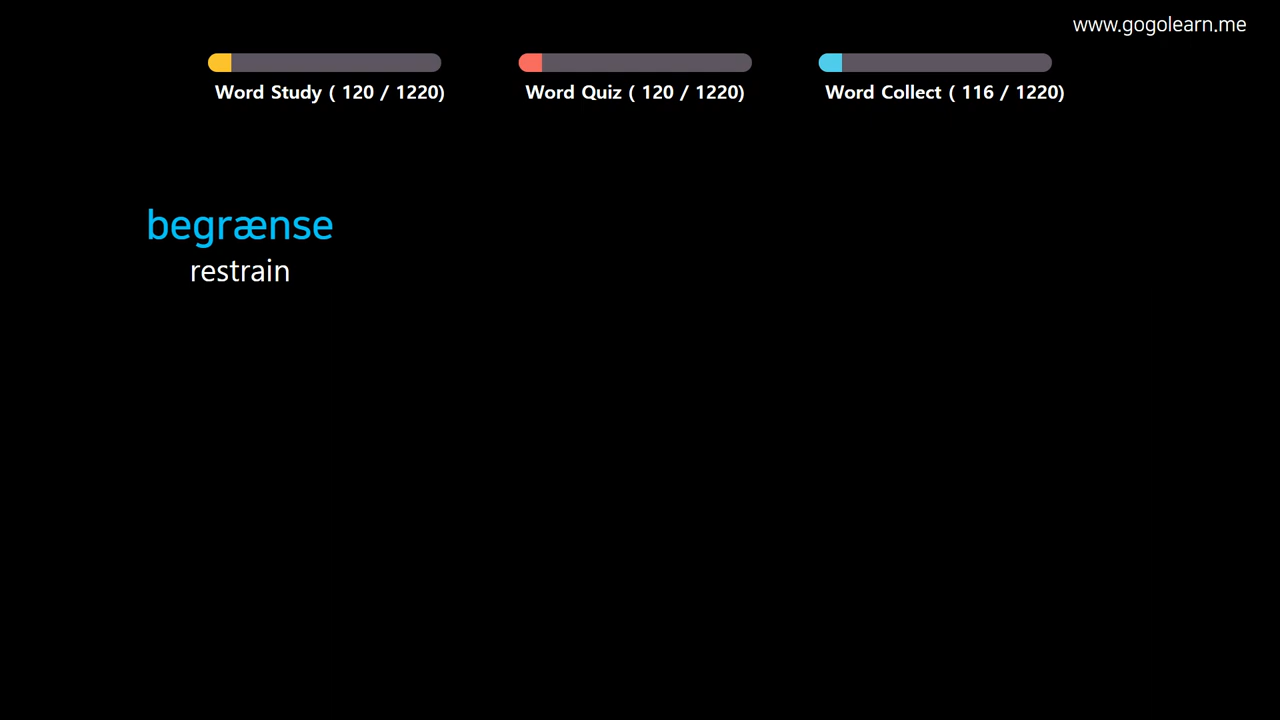 www.gogolearn.me
Word Study ( 120 / 1220)
Word Quiz ( 120 / 1220)
Word Collect ( 116 / 1220)
begrænse
restrain